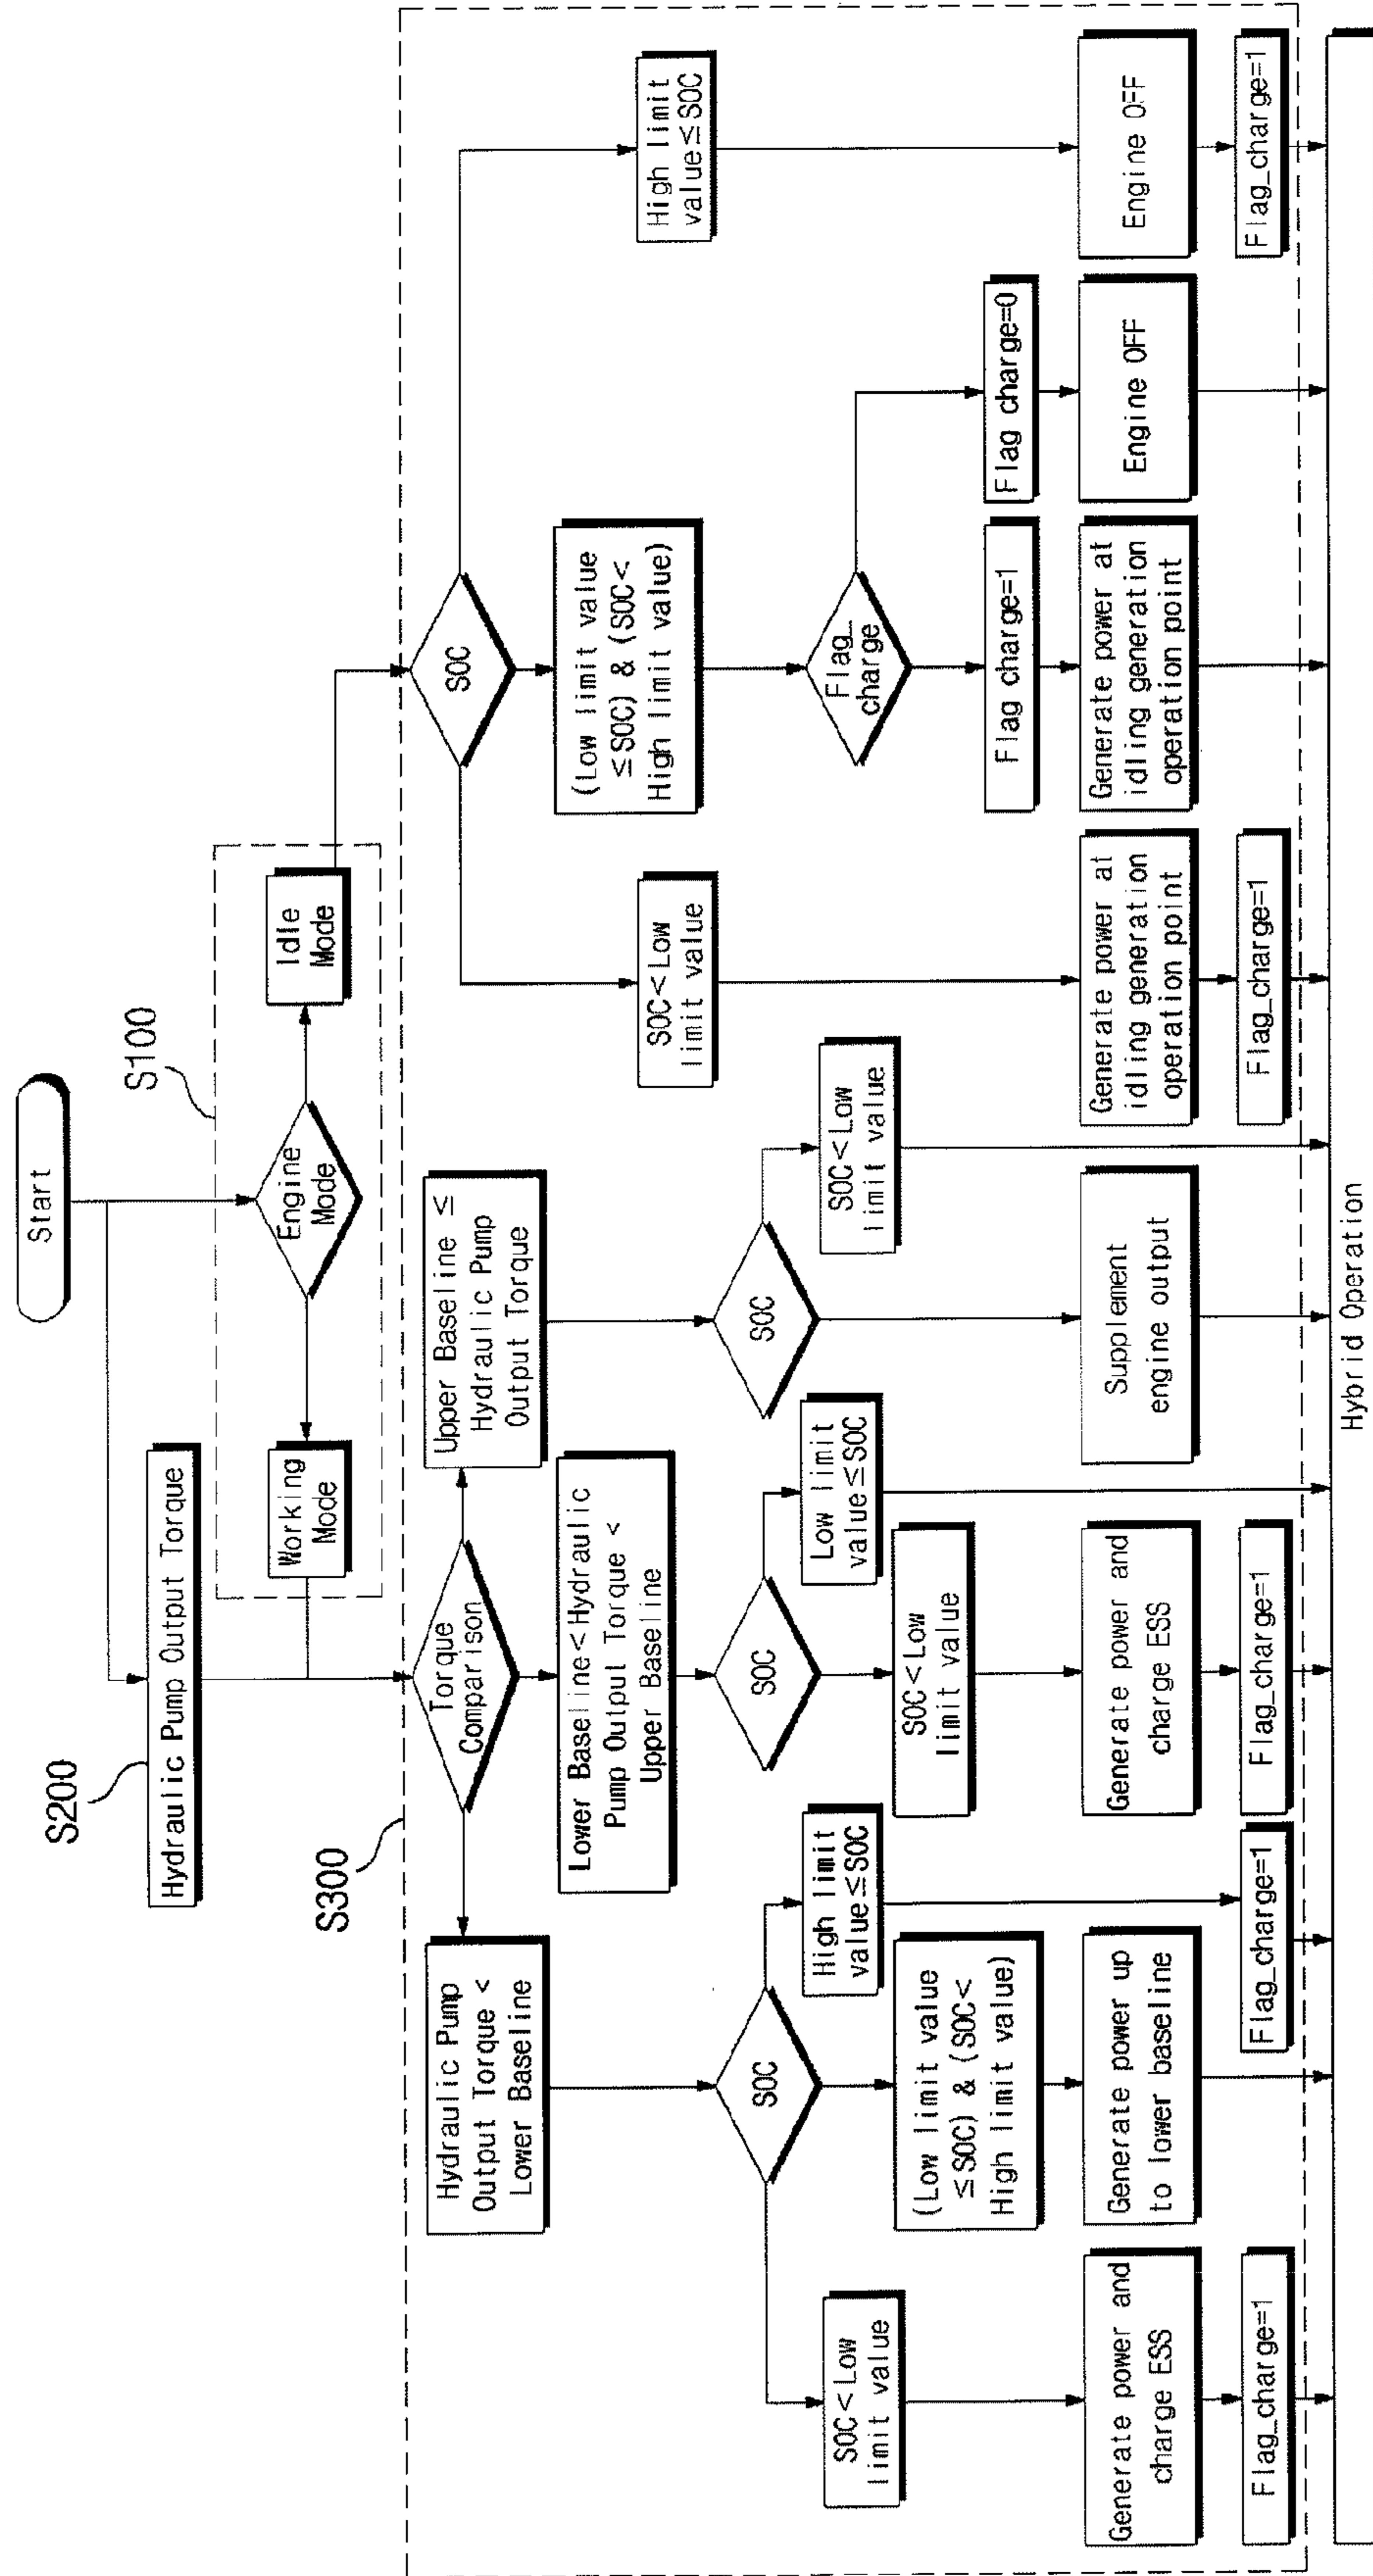 Start
S100
S200
Hydraulic Pump Output Torque
Engine
Mode
Working
Mode
Idle
Mode
S300
Torque
Comparison
SOC
Hydraulic Pump
Output Torque <
Lower Baseline
Lower Baseline<Hydraulic
Pump Output Torque <
Upper Baseline
Upper Baseline ≤
Hydraulic Pump
Output Torque
SOC<Low
limit value
(Low limit value
≤SOC) & (SOC<
High limit value)
High limit
value≤SOC
SOC
SOC
SOC
Flag_
charge
SOC<Low
limit value
High limit
value≤SOC
(Low limit value
≤SOC) & (SOC<
High limit value)
Low limit
value≤SOC
SOC<Low
limit value
SOC<Low
limit value
Flag charge=1
Flag charge=0
Generate power and
charge ESS
Generate power up
to lower baseline
Generate power and
charge ESS
Supplement
engine output
Generate power at
idling generation
operation point
Generate power at
idling generation
operation point
Engine OFF
Engine OFF
Flag_charge=1
Flag_charge=1
Flag_charge=1
Flag_charge=1
Flag_charge=1
Hybrid Operation